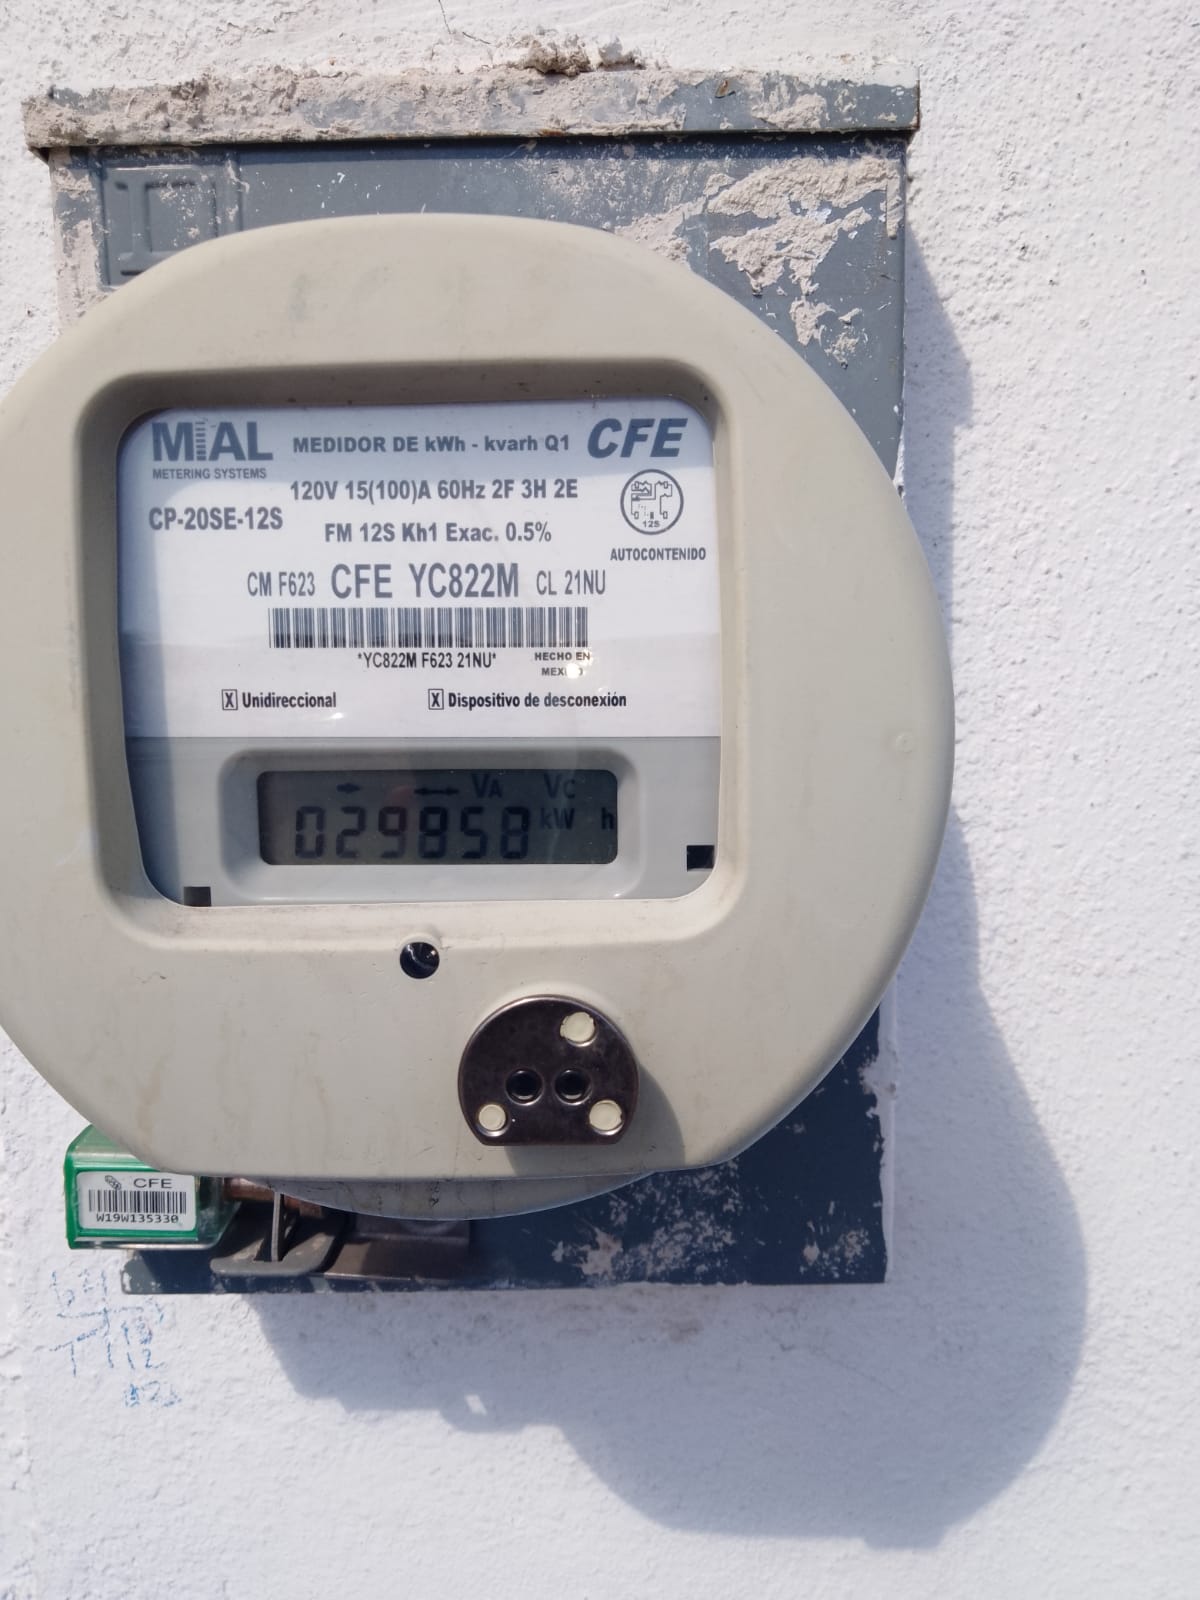 MIAL
METERING SYSTEMS
MEDIDOR DE kWh - kvarh Q1
CFE
120V 15(100)A 60Hz 2F 3H 2E
CP-20SE-12S
FM 12S Kh1 Exac. 0.5%
12S
AUTOCONTENIDO
CM F623 CFE YC822M CL 21NU
*YC822M F623 21NU*
HECHO EN
MEXICO
X Unidireccional
X Dispositivo de desconexión
VA VC
029858 kW h
CFE
W19W135330